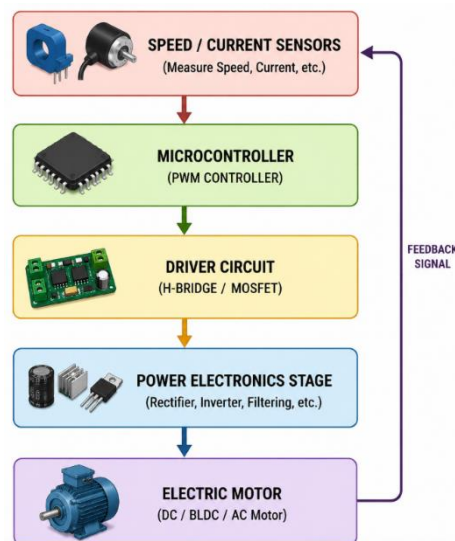 SPEED / CURRENT SENSORS
(Measure Speed, Current, etc.)
MICROCONTROLLER
(PWM CONTROLLER)
DRIVER CIRCUIT
(H-BRIDGE / MOSFET)
FEEDBACK
SIGNAL
POWER ELECTRONICS STAGE
(Rectifier, Inverter, Filtering, etc.)
ELECTRIC MOTOR
(DC / BLDC / AC Motor)